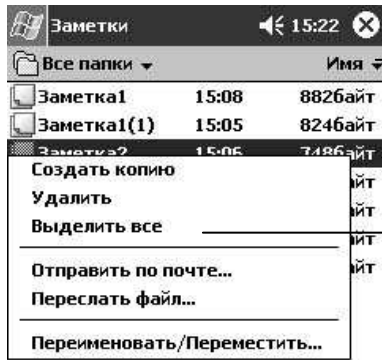 Заметки 15:22
Все папки Имя
Заметка1 15:08 882байт
Заметка1(1) 15:05 824байт
Заметка2 15:06 748байт
Создать копию
Удалить
Выделить все
Отправить по почте...
Переслать файл...
Переименовать/Переместить...